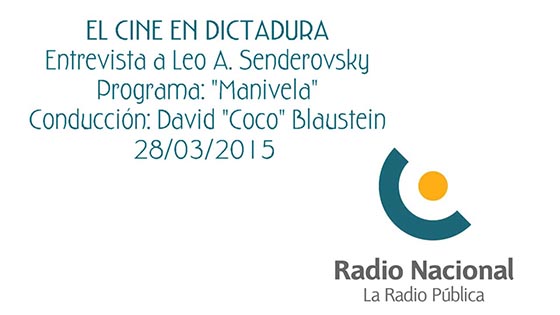 EL CINE EN DICTADURA
Entrevista a Leo A. Senderovsky
Programa: "Manivela"
Conducción: David "Coco" Blaustein
28/03/2015
Radio Nacional
La Radio Pública